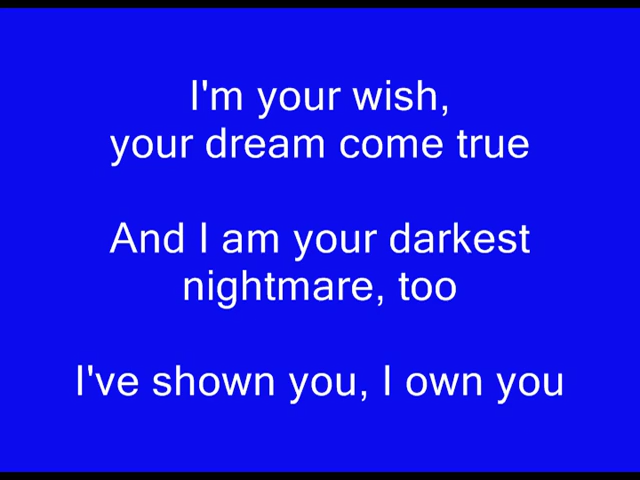 I'm your wish,
your dream come true
And I am your darkest
nightmare, too
I've shown you, I own you